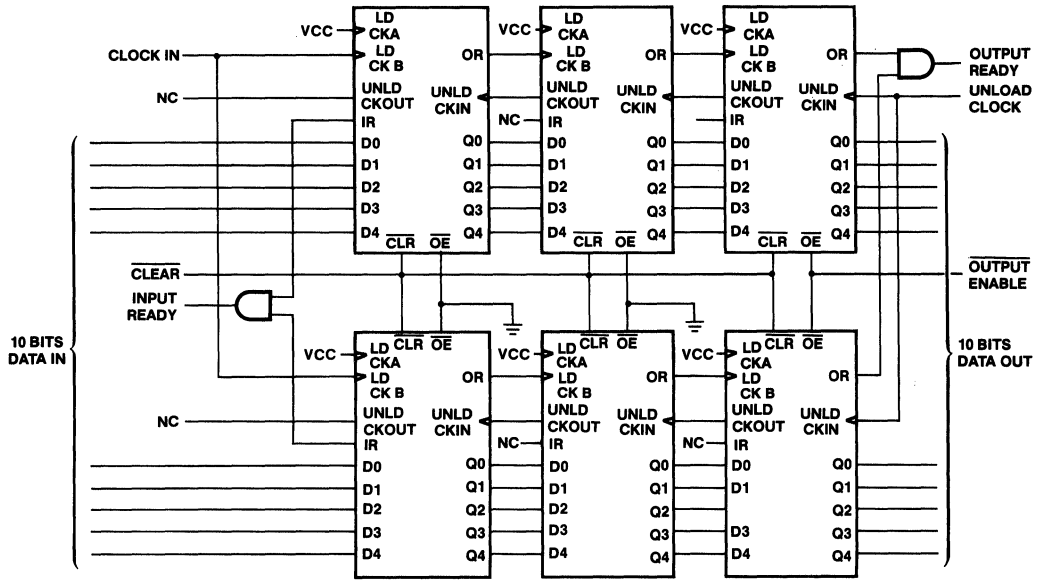 VCC
LD
CKA
CLOCK IN
LD
CK B
OR
NC
UNLD
CKOUT
UNLD
CKIN
IR
D0
Q0
D1
Q1
D2
Q2
D3
Q3
D4
Q4
CLR
OE
VCC
LD
CKA
LD
CK B
OR
UNLD
CKOUT
UNLD
CKIN
NC
IR
D0
Q0
D1
Q1
D2
Q2
D3
Q3
D4
Q4
CLR
OE
VCC
LD
CKA
LD
CK B
OR
UNLD
CKOUT
UNLD
CKIN
IR
D0
Q0
D1
Q1
D2
Q2
D3
Q3
D4
Q4
CLR
OE
OUTPUT
READY
UNLOAD
CLOCK
CLEAR
OUTPUT
ENABLE
INPUT
READY
10 BITS
DATA IN
10 BITS
DATA OUT
CLR
OE
VCC
LD
CKA
LD
CK B
OR
NC
UNLD
CKOUT
UNLD
CKIN
IR
D0
Q0
D1
Q1
D2
Q2
D3
Q3
D4
Q4
CLR
OE
VCC
LD
CKA
LD
CK B
OR
UNLD
CKOUT
UNLD
CKIN
NC
IR
D0
Q0
D1
Q1
D2
Q2
D3
Q3
D4
Q4
CLR
OE
VCC
LD
CKA
LD
CK B
OR
UNLD
CKOUT
UNLD
CKIN
NC
IR
D0
Q0
D1
Q1
Q2
D3
Q3
D4
Q4